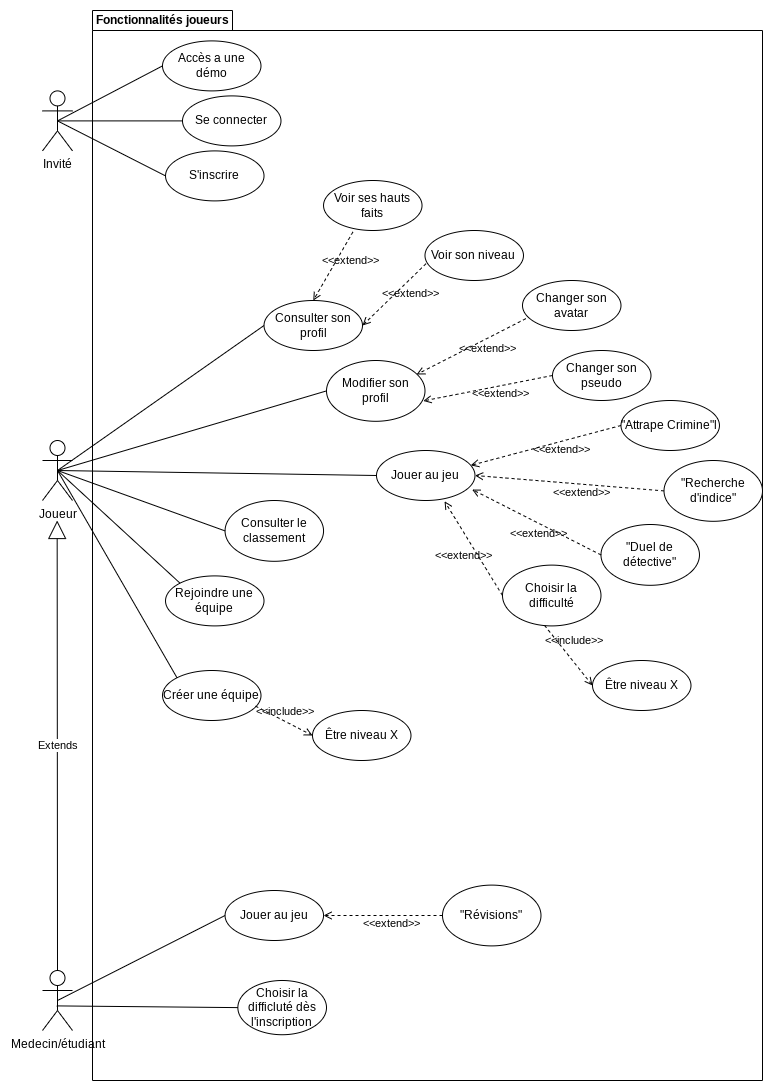 Fonctionnalités joueurs
Accès a une
démo
Se connecter
Invité
S'inscrire
Voir ses hauts
faits
<<extend>>
Voir son niveau
<<extend>>
Consulter son
profil
Changer son
avatar
<<extend>>
Modifier son
profil
Changer son
pseudo
<<extend>>
"Attrape Crimine"l
<<extend>>
Jouer au jeu
"Recherche
d'indice"
<<extend>>
Joueur
Consulter le
classement
<<extend>>
"Duel de
détective"
<<extend>>
Choisir la
difficulté
Rejoindre une
équipe
<<include>>
Être niveau X
Créer une équipe
<<include>>
Être niveau X
Extends
Jouer au jeu
<<extend>>
"Révisions"
Choisir la
difficluté dès
l'inscription
Medecin/étudiant